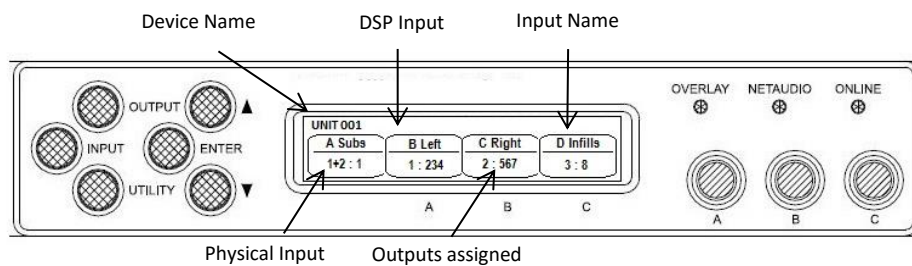 Device Name
DSP Input
Input Name
OVERLAY NETAUDIO ONLINE
OUTPUT ▲
INPUT ENTER
UTILITY ▼
UNIT 001
A Subs
1+2 : 1
B Left
1 : 234
C Right
2 : 567
D Infills
3 : 8
A B C
A B C
Physical Input
Outputs assigned